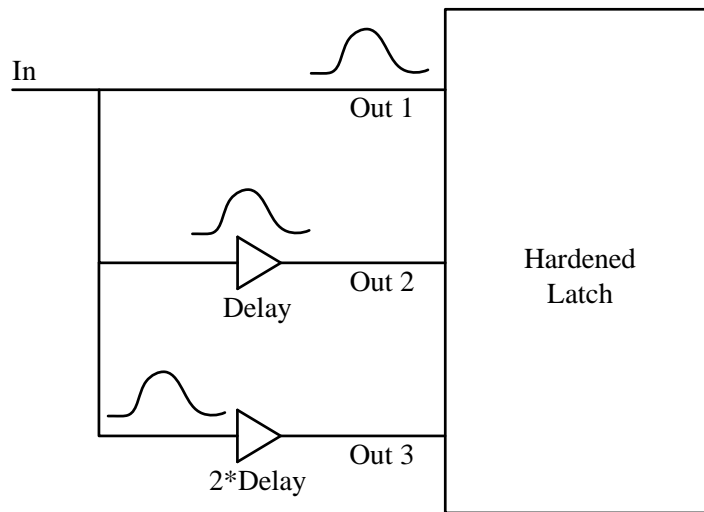 In
Out 1
Delay
Out 2
2*Delay
Out 3
Hardened
Latch